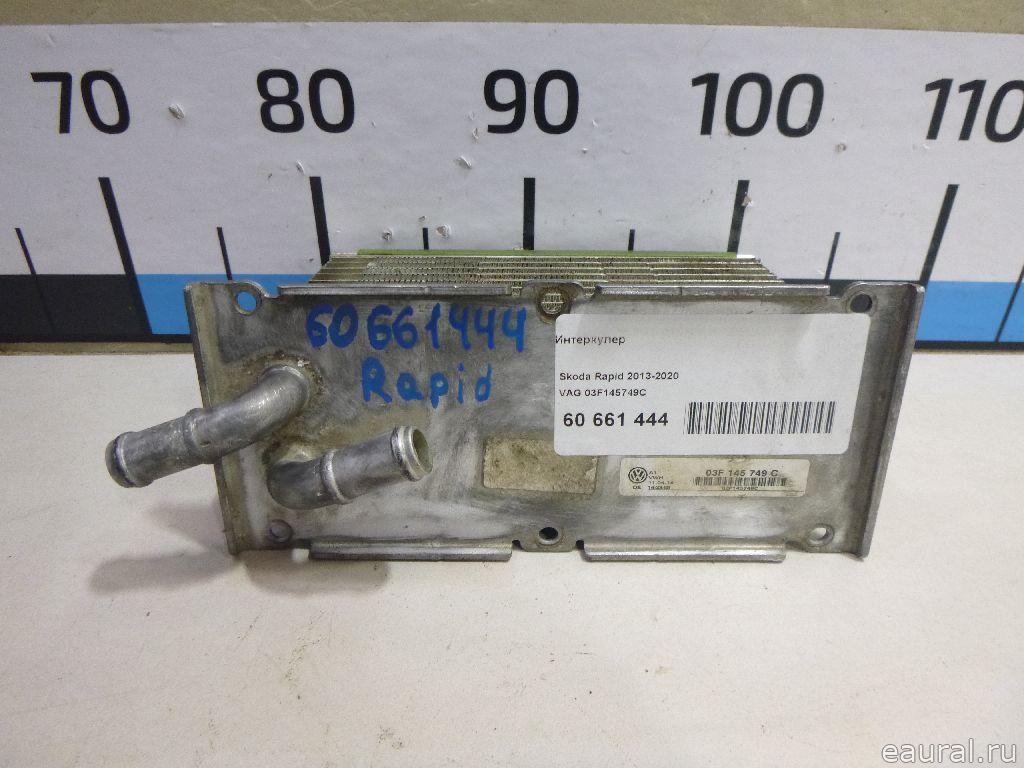 70 80 90 100 110
60661444
Rapid
Интеркулер
Skoda Rapid 2013-2020
VAG 03F145749C
60 661 444
03F 145 749 C
03F145749C
eaural.ru